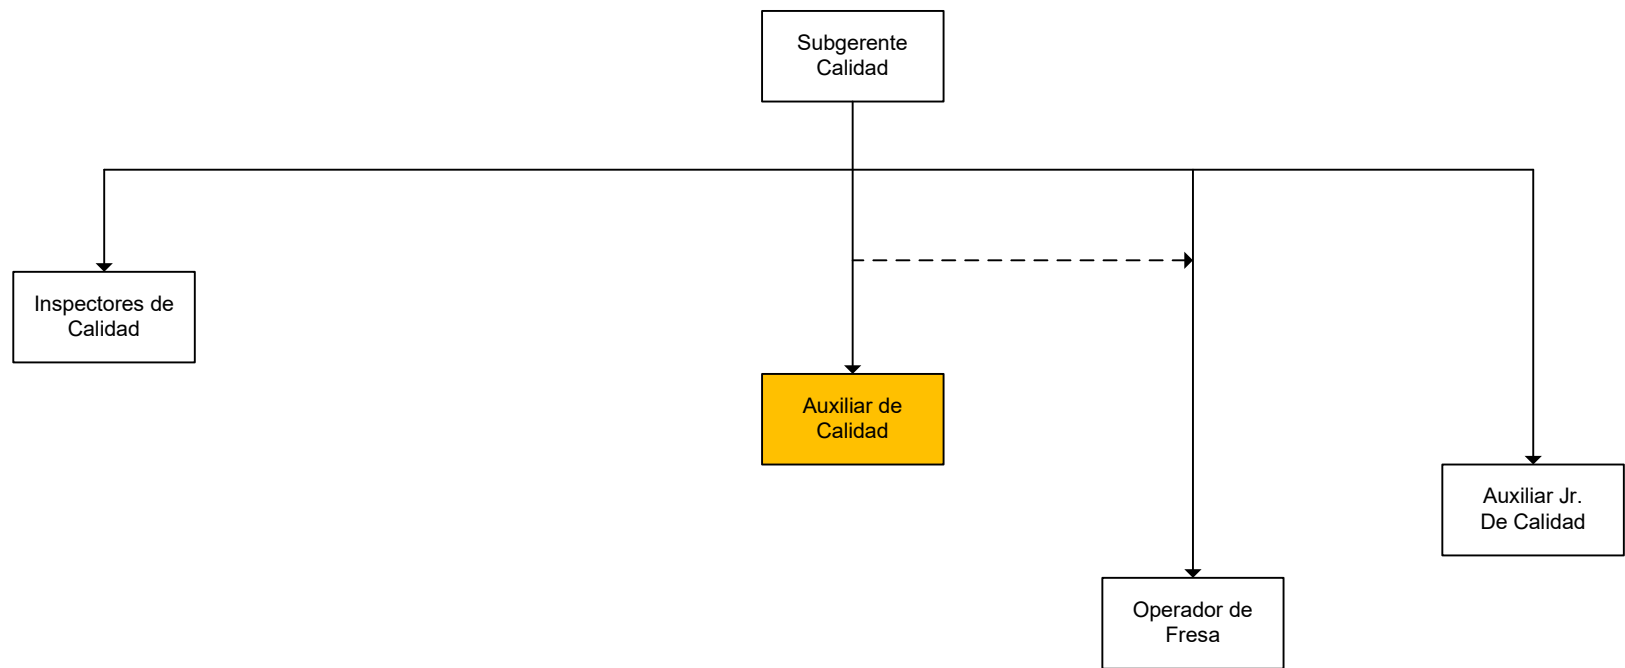 Subgerente
Calidad
Inspectores de
Calidad
Auxiliar de
Calidad
Auxiliar Jr.
De Calidad
Operador de
Fresa